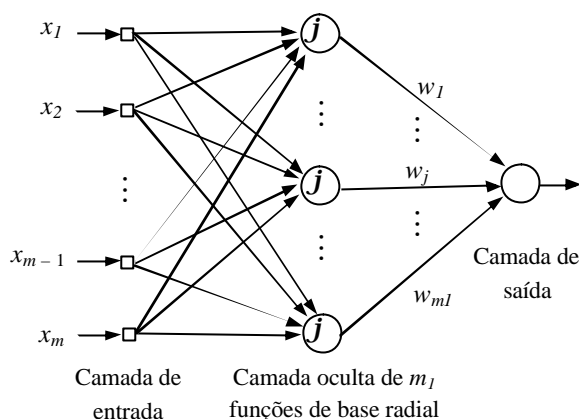 x1
j
x2
w1
j
wj
xm – 1
Camada de
saída
wm1
xm
j
Camada de
entrada
Camada oculta de m1
funções de base radial